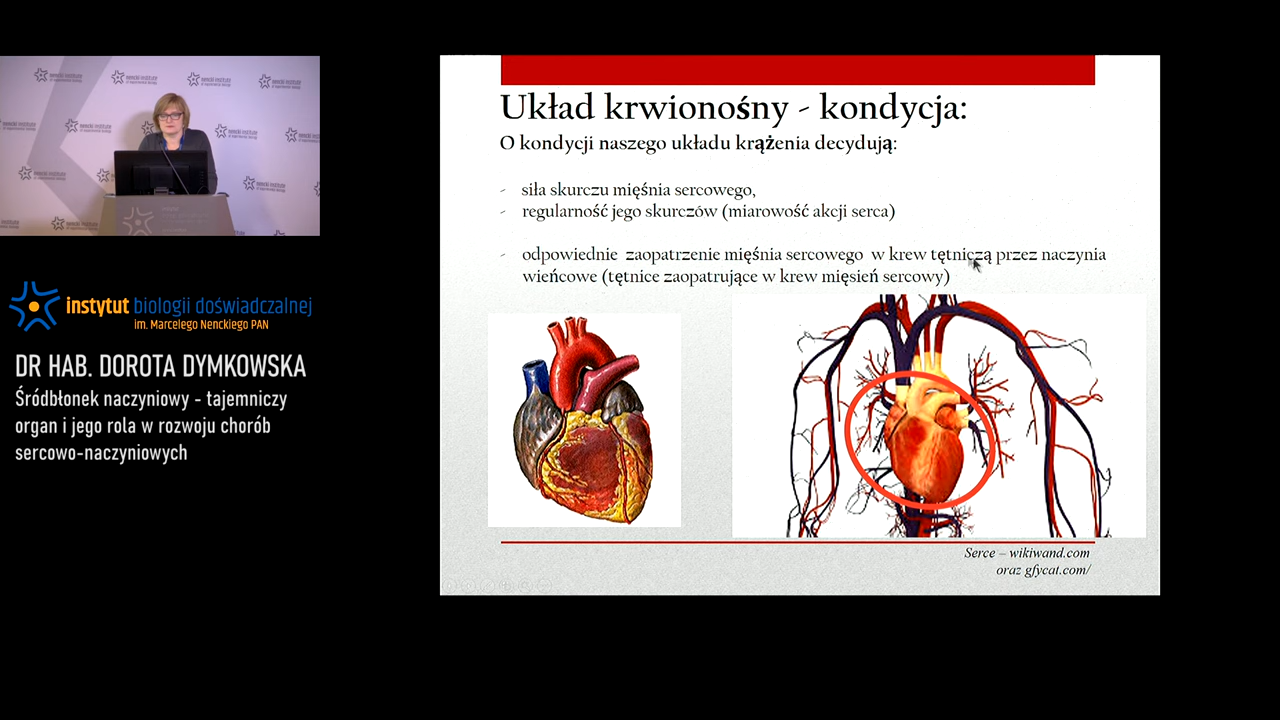 instytut biologii doświadczalnej
im. Marcelego Nenckiego PAN
DR HAB. DOROTA DYMKOWSKA
Śródbłonek naczyniowy - tajemniczy
organ i jego rola w rozwoju chorób
sercowo-naczyniowych
Układ krwionośny - kondycja:
O kondycji naszego układu krążenia decydują:
- siła skurczu mięśnia sercowego,
- regularność jego skurczów (miarowość akcji serca)
- odpowiednie zaopatrzenie mięśnia sercowego w krew tętniczą przez naczynia
wieńcowe (tętnice zaopatrujące w krew mięsień sercowy)
Serce – wikiwand.com
oraz gfycat.com/